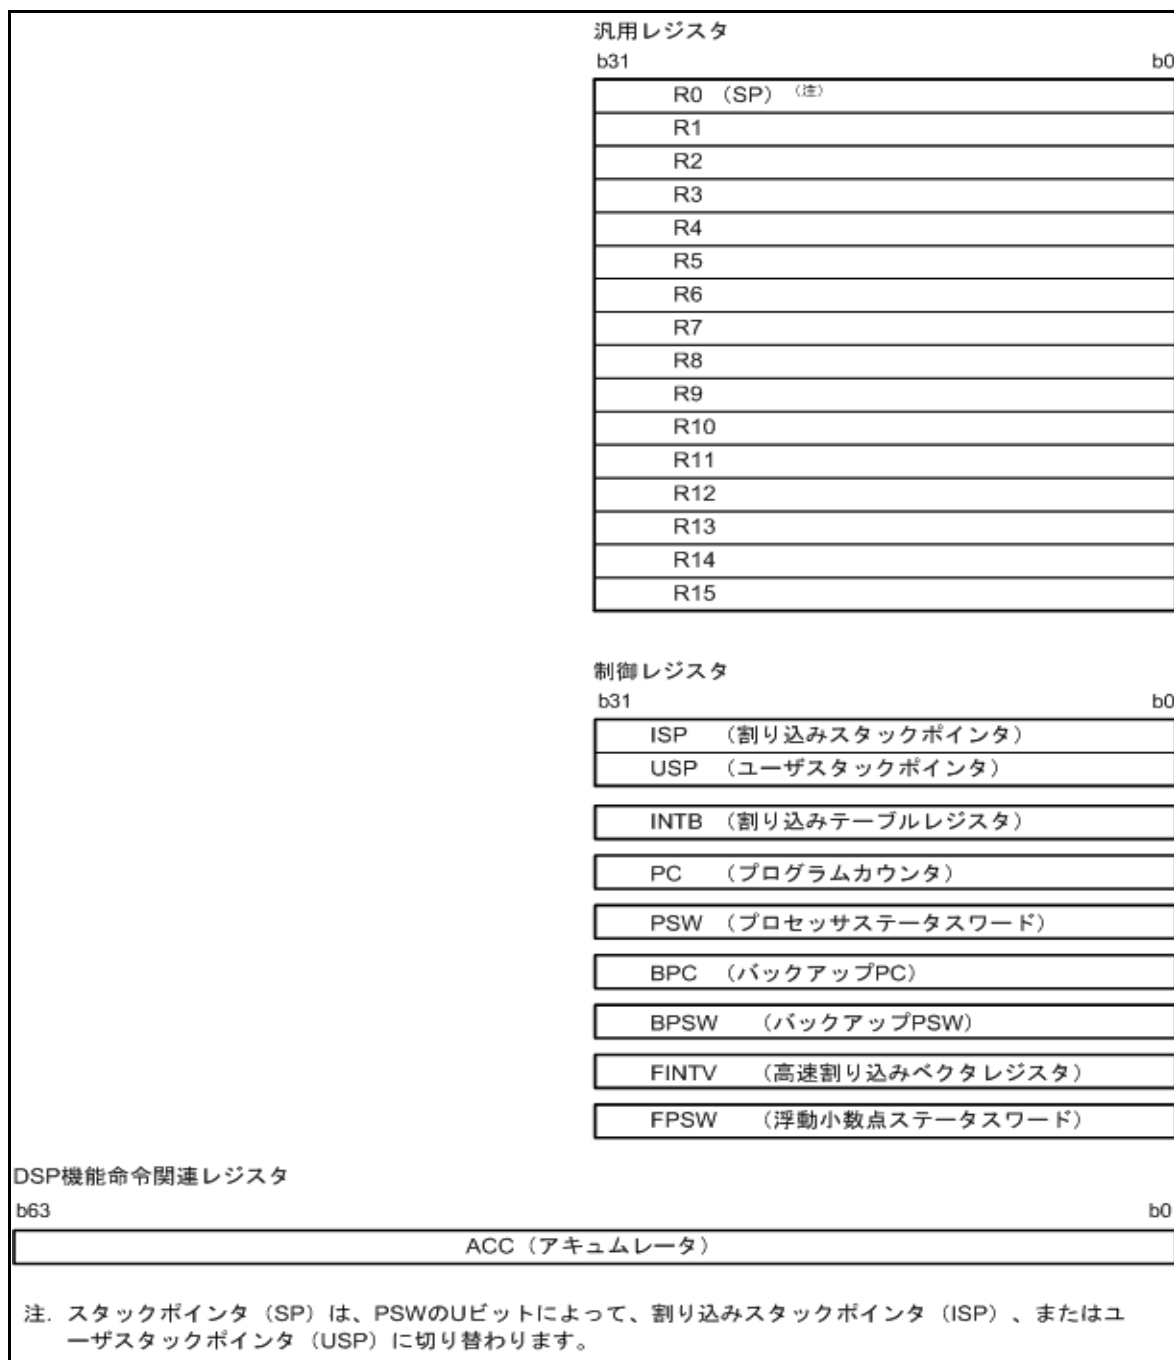 汎用レジスタ
b31 b0
R0 （SP）（注）
R1
R2
R3
R4
R5
R6
R7
R8
R9
R10
R11
R12
R13
R14
R15
制御レジスタ
b31 b0
ISP （割り込みスタックポインタ）
USP （ユーザスタックポインタ）
INTB （割り込みテーブルレジスタ）
PC （プログラムカウンタ）
PSW （プロセッサステータスワード）
BPC （バックアップPC）
BPSW （バックアップPSW）
FINTV （高速割り込みベクタレジスタ）
FPSW （浮動小数点ステータスワード）
DSP機能命令関連レジスタ
b63 b0
ACC（アキュムレータ）
注. スタックポインタ（SP）は、PSWのUビットによって、割り込みスタックポインタ（ISP）、またはユ
ーザスタックポインタ（USP）に切り替わります。